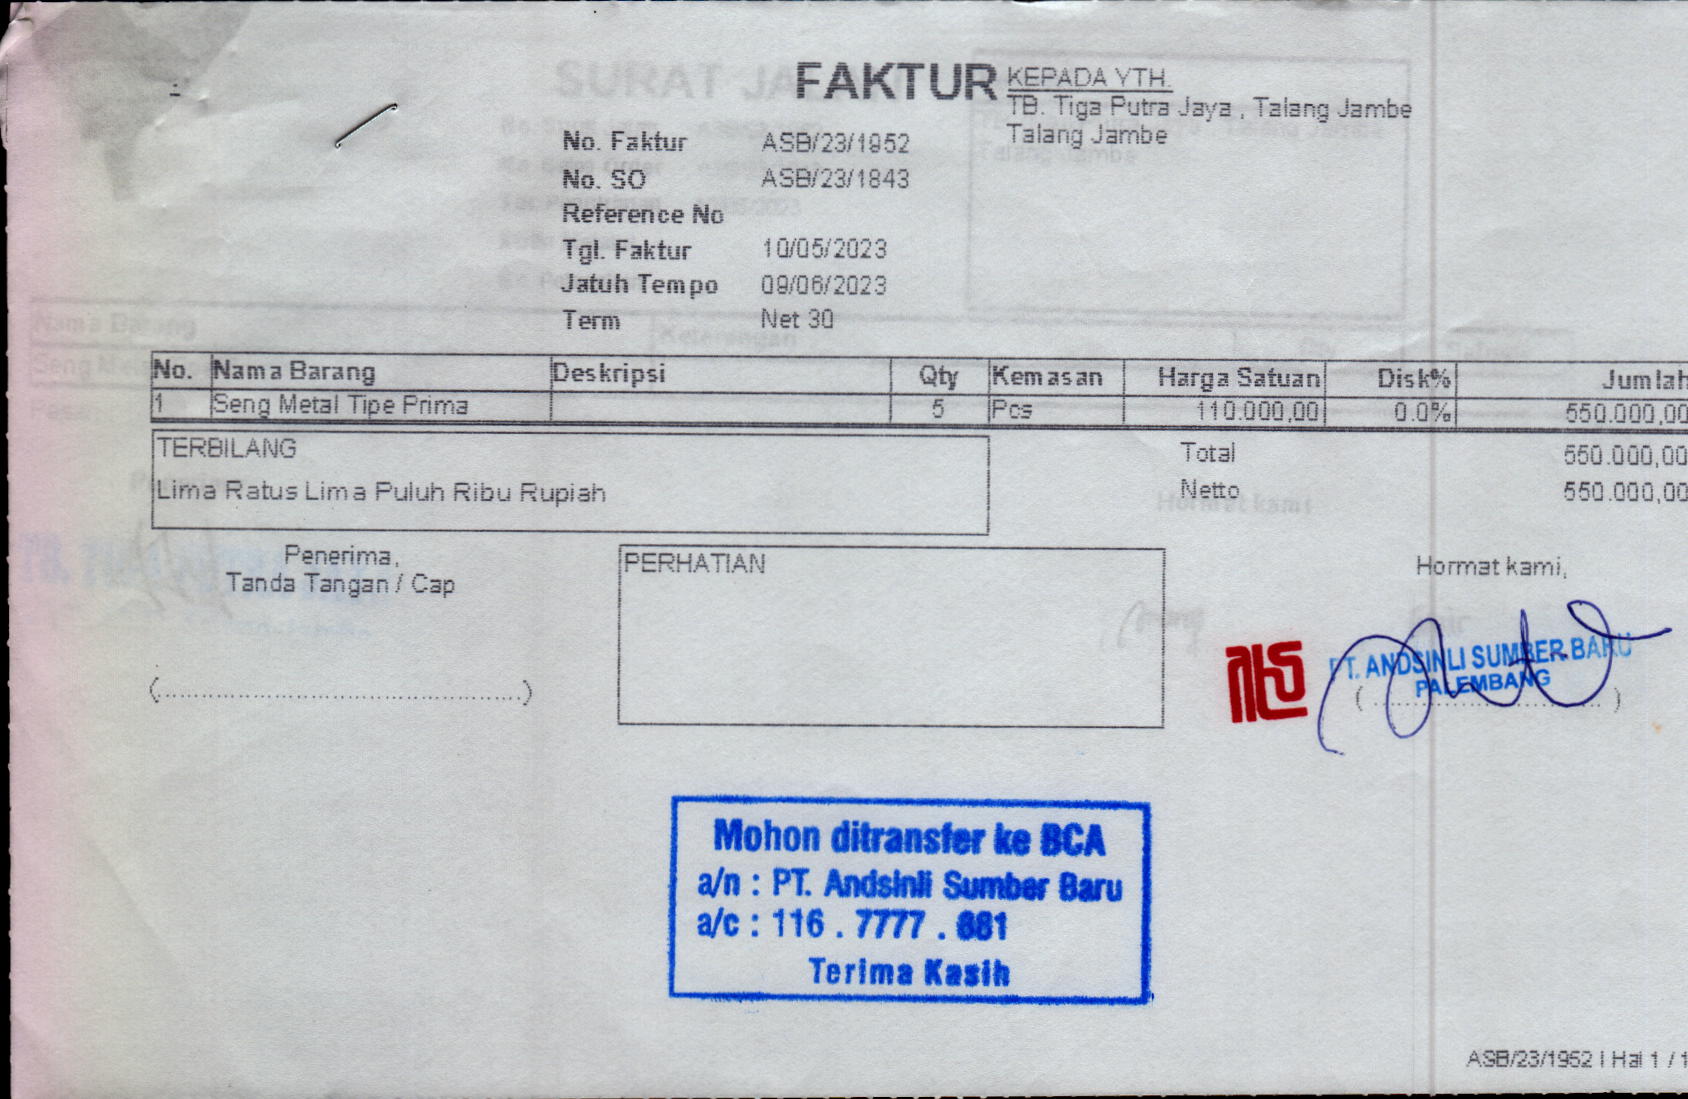 FAKTUR
KEPADA YTH.
TB. Tiga Putra Jaya , Talang Jambe
Talang Jambe
No. Faktur ASB/23/1952
No. SO ASB/23/1843
Reference No
Tgl. Faktur 10/05/2023
Jatuh Tempo 09/06/2023
Term Net 30
No. Nama Barang Deskripsi Qty Kemasan Harga Satuan Disk% Jumlah
1 Seng Metal Tipe Prima 5 Pcs 110.000,00 0.0% 550.000,00
TERBILANG
Lima Ratus Lima Puluh Ribu Rupiah
Total 550.000,00
Netto 550.000,00
Penerima,
Tanda Tangan / Cap
(........................................)
PERHATIAN
Hormat kami,
PT. ANDSINLI SUMBER BARU
PALEMBANG
(..............................)
Mohon ditransfer ke BCA
a/n : PT. Andsinli Sumber Baru
a/c : 116 . 7777 . 881
Terima Kasih
ASB/23/1952 | Hal 1 / 1